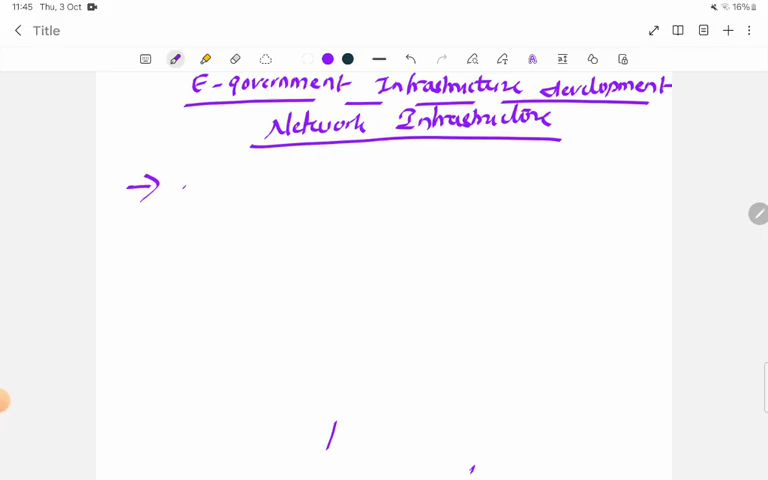 11:45 Thu, 3 Oct
16%
Title
E-government Infrastructure development
Network Infrastructure
→